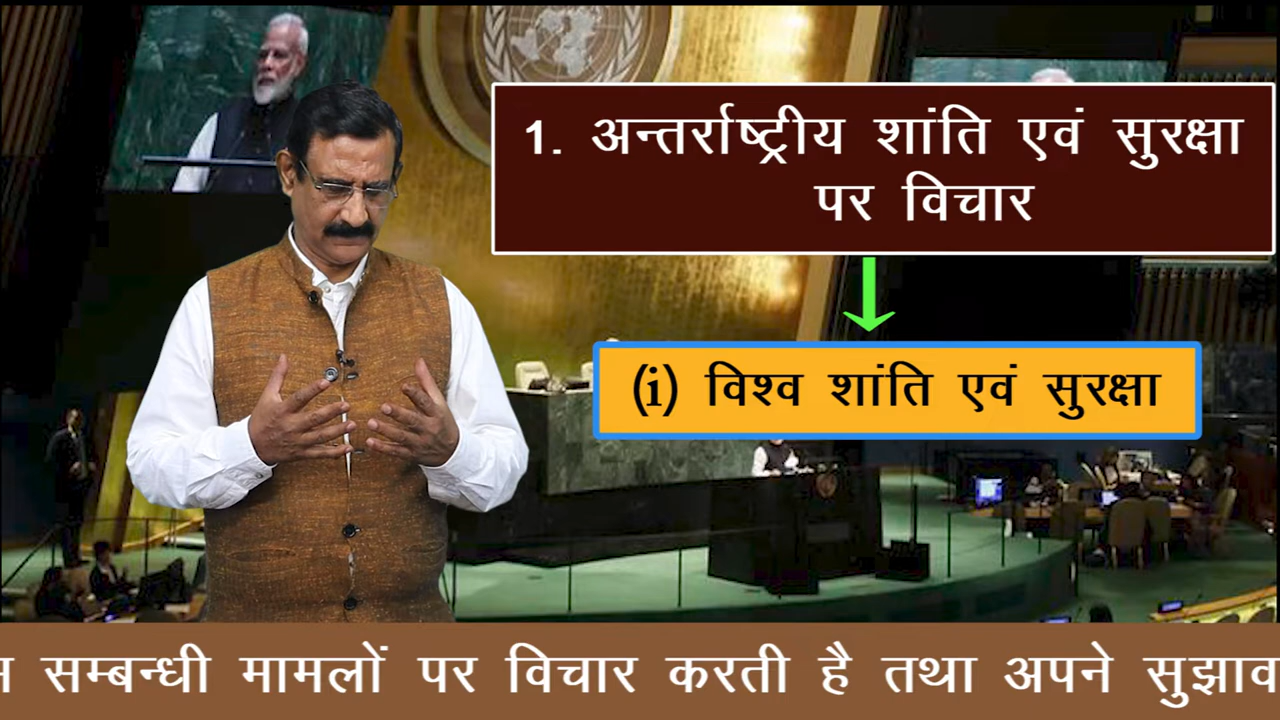 1. अन्तर्राष्ट्रीय शांति एवं सुरक्षा
पर विचार
(i) विश्व शांति एवं सुरक्षा
सम्बन्धी मामलों पर विचार करती है तथा अपने सुझाव